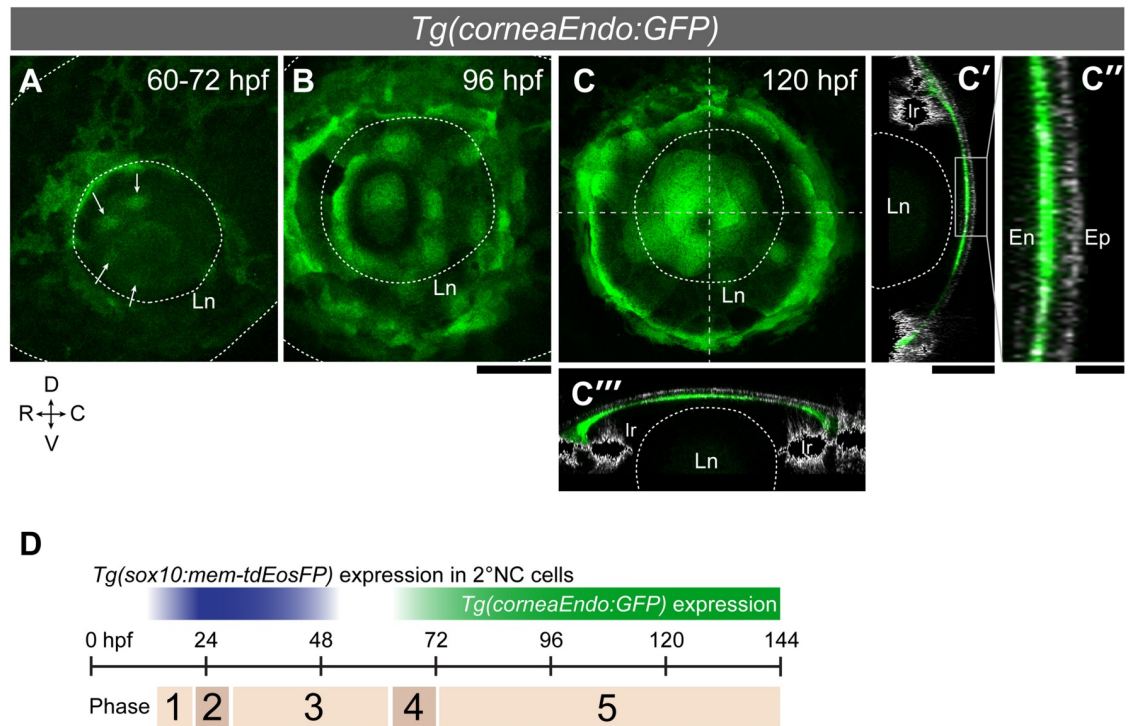 Tg(corneaEndo:GFP)
A 60-72 hpf
B 96 hpf
C 120 hpf
C′
C″
Ln
Ln
Ln
Ir
Ln
En
Ep
D
R C
V
C‴
Ir
Ir
Ln
D
Tg(sox10:mem-tdEosFP) expression in 2°NC cells
Tg(corneaEndo:GFP) expression
0 hpf 24 48 72 96 120 144
Phase 1 2 3 4 5